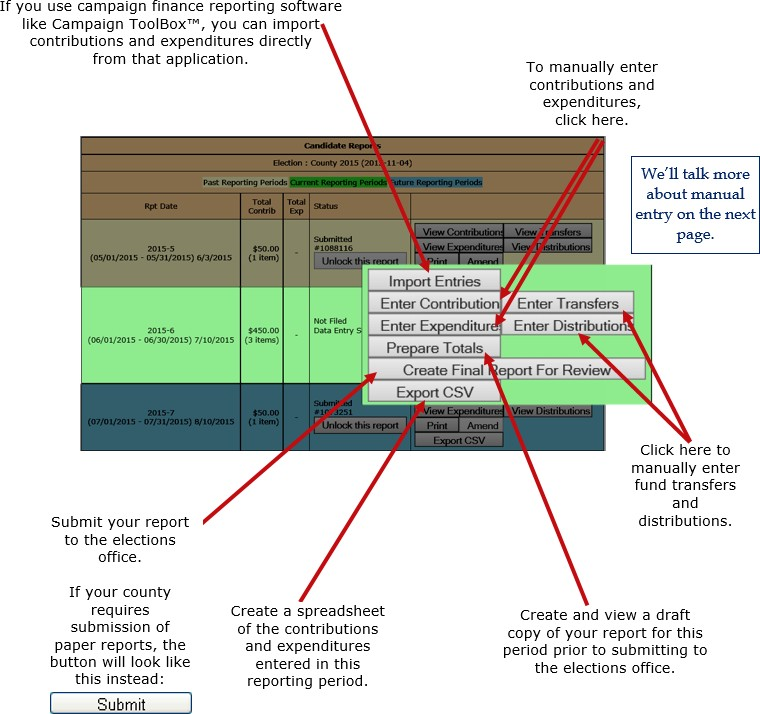 If you use campaign finance reporting software
like Campaign ToolBox™, you can import
contributions and expenditures directly
from that application.
To manually enter
contributions and
expenditures,
click here.
We'll talk more
about manual
entry on the next
page.
Candidate Reports
Election : County 2015 (2015-11-04)
Past Reporting Periods Current Reporting Periods Future Reporting Periods
Rpt Date
Total
Contrib
Total
Exp
Status
2015-5
(05/01/2015 - 05/31/2015) 6/3/2015
$50.00
(1 item)
-
Submitted
#1088116
Unlock this report
View Contributions View Transfers
View Expenditures View Distributions
Print Amend
2015-6
(06/01/2015 - 06/30/2015) 7/10/2015
$450.00
(3 items)
-
Not Filed
Data Entry S
Import Entries
Enter Contribution Enter Transfers
Enter Expenditure Enter Distributions
Prepare Totals
Create Final Report For Review
Export CSV
2015-7
(07/01/2015 - 07/31/2015) 8/10/2015
$50.00
(1 item)
-
Submitted
Unlock this report
View Expenditures View Distributions
Print Amend
Export CSV
Click here to
manually enter
fund transfers
and
distributions.
Submit your report
to the elections
office.
If your county
requires
submission of
paper reports, the
button will look like
this instead:
Submit
Create a spreadsheet
of the contributions
and expenditures
entered in this
reporting period.
Create and view a draft
copy of your report for this
period prior to submitting to
the elections office.